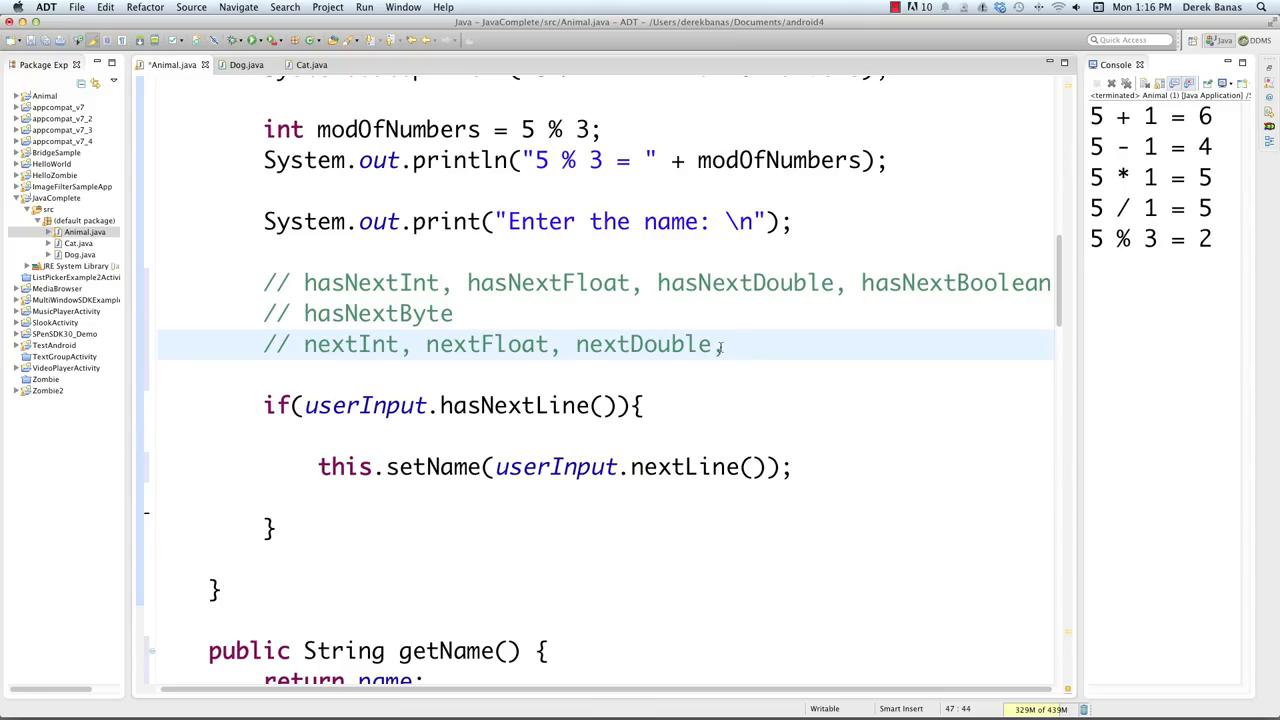 ADT File Edit Refactor Source Navigate Search Project Run Window Help 10 Mon 1:16 PM Derek Banas
Java – JavaComplete/src/Animal.java – ADT – /Users/derekbanas/Documents/android4
Quick Access Java DDMS
Package Exp *Animal.java Dog.java Cat.java Console
Animal
appcompat_v7
appcompat_v7_2
appcompat_v7_3
appcompat_v7_4
BridgeSample
HelloWorld
HelloZombie
ImageFilterSampleApp
JavaComplete
src
(default package)
Animal.java
Cat.java
Dog.java
JRE System Library [Ja
ListPickerExample2Activi
MediaBrowser
MultiWindowSDKExample
MusicPlayerActivity
SlookActivity
SPenSDK30_Demo
TestAndroid
TextGroupActivity
VideoPlayerActivity
Zombie
Zombie2
int modOfNumbers = 5 % 3;
System.out.println("5 % 3 = " + modOfNumbers);
System.out.print("Enter the name: \n");
// hasNextInt, hasNextFloat, hasNextDouble, hasNextBoolean
// hasNextByte
// nextInt, nextFloat, nextDouble,
if(userInput.hasNextLine()){
this.setName(userInput.nextLine());
}
}
public String getName() {
return name;
<terminated> Animal (1) [Java Application] /S
5 + 1 = 6
5 - 1 = 4
5 * 1 = 5
5 / 1 = 5
5 % 3 = 2
Writable Smart Insert 47 : 44 329M of 439M